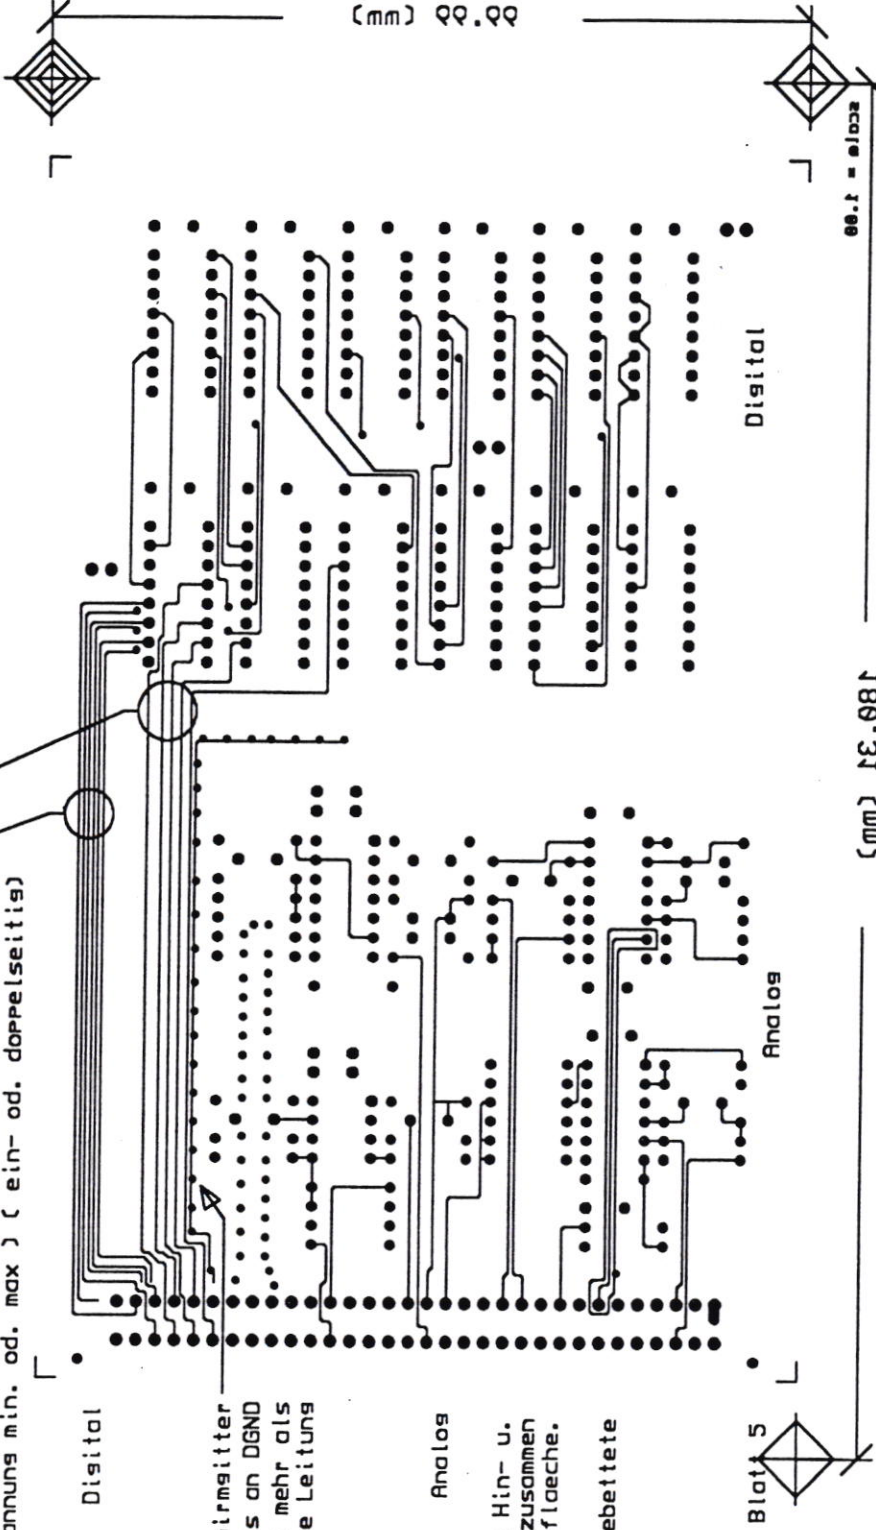 99.99 (mm)
scale = 1.00
180.31 (mm)
annung min. od. max ) ( ein- od. doppelseitig)
Digital
Analog
Digital
irmgitter
s an DGND
mehr als
e Leitung
Analog
Hin- u.
zusammen
flaeche.
ebettete
Blatt 5